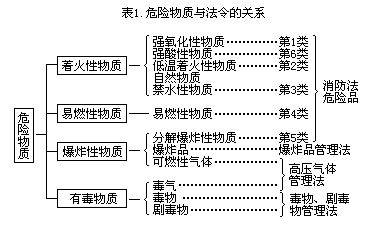 表1.危险物质与法令的关系
强氧化性物质 第1类
强酸性物质 第6类
着火性物质 低温着火性物质 第2类
自然物质
禁水性物质 第3类
消防法
危险品
易燃性物质 易燃性物质 第4类
危险物质
分解爆炸性物质 第5类
爆炸性物质 爆炸品 爆炸品管理法
可燃性气体
高压气体
管理法
毒气
有毒物质 毒物 毒物、剧毒
剧毒物 物管理法